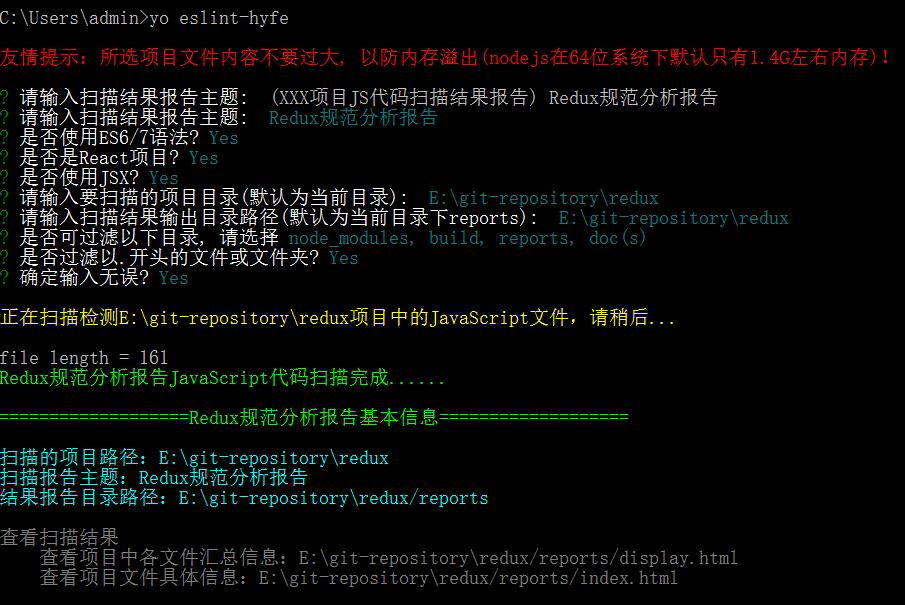 C:\Users\admin>yo eslint-hyfe
友情提示：所选项目文件内容不要过大, 以防内存溢出(nodejs在64位系统下默认只有1.4G左右内存)！
? 请输入扫描结果报告主题： (XXX项目JS代码扫描结果报告) Redux规范分析报告
? 请输入扫描结果报告主题： Redux规范分析报告
? 是否使用ES6/7语法? Yes
? 是否是React项目? Yes
? 是否使用JSX? Yes
? 请输入要扫描的项目目录(默认为当前目录)： E:\git-repository\redux
? 请输入扫描结果输出目录路径(默认为当前目录下reports)： E:\git-repository\redux
? 是否可过滤以下目录, 请选择 node_modules, build, reports, doc(s)
? 是否过滤以.开头的文件或文件夹? Yes
? 确定输入无误? Yes
正在扫描检测E:\git-repository\redux项目中的JavaScript文件，请稍后...
file length = 161
Redux规范分析报告JavaScript代码扫描完成......
===================Redux规范分析报告基本信息===================
扫描的项目路径：E:\git-repository\redux
扫描报告主题：Redux规范分析报告
结果报告目录路径：E:\git-repository\redux/reports
查看扫描结果
查看项目中各文件汇总信息：E:\git-repository\redux/reports/display.html
查看项目文件具体信息：E:\git-repository\redux/reports/index.html